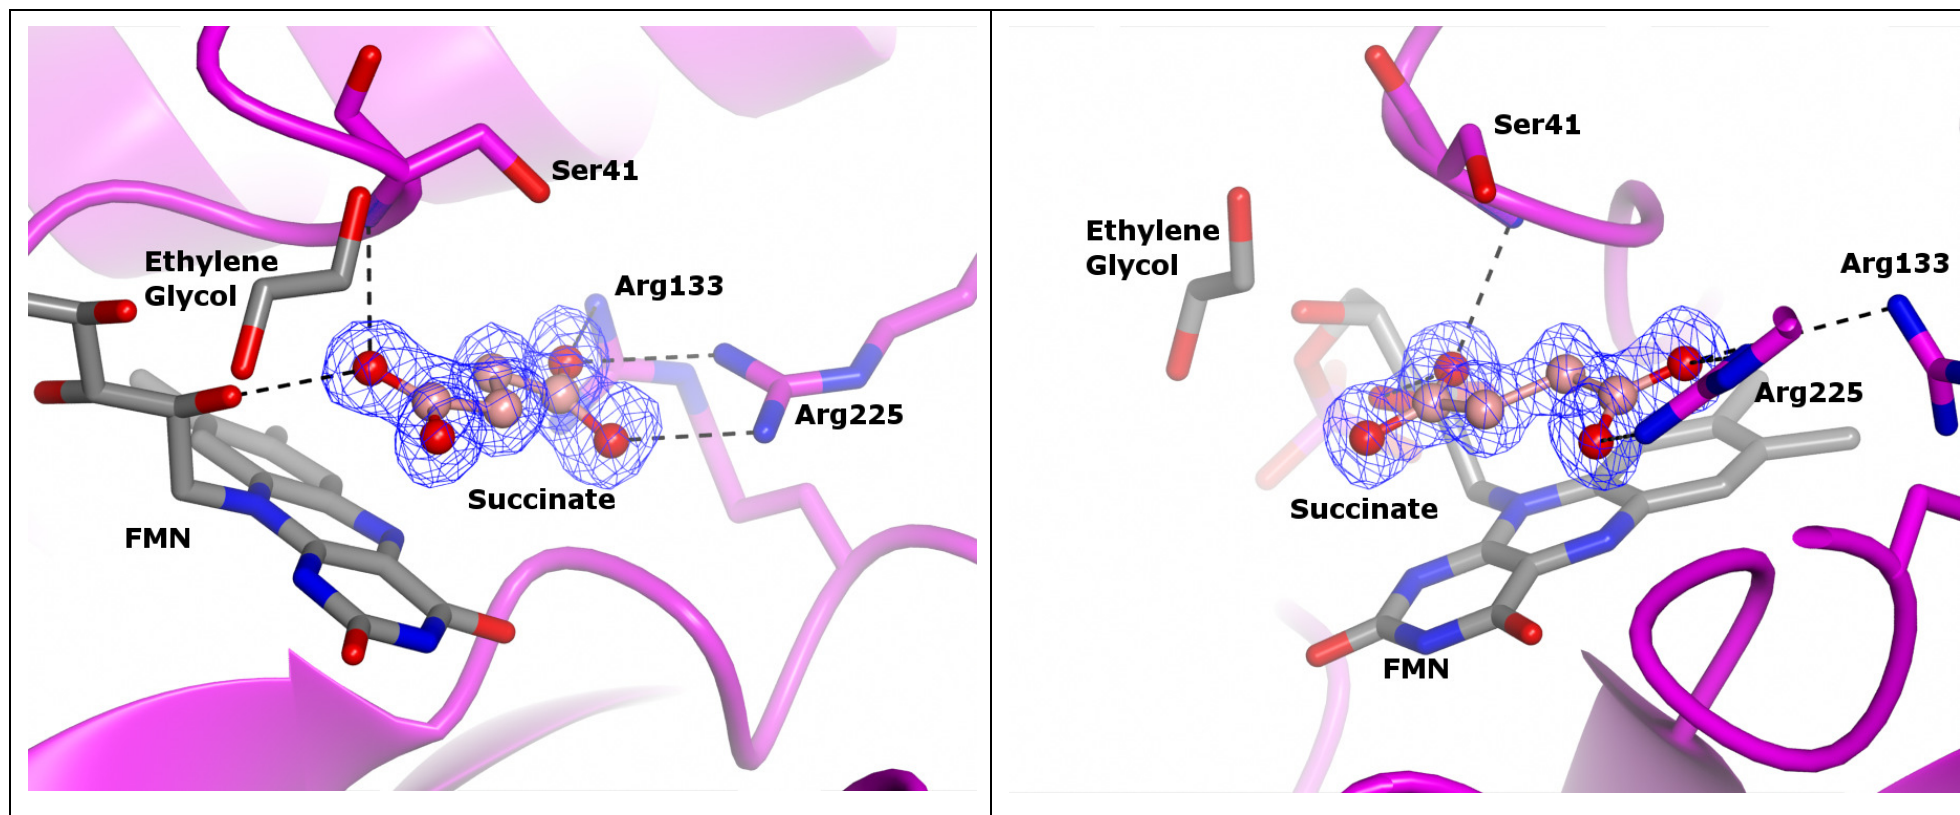 Ser41
Ethylene
Glycol
Arg133
Arg225
Succinate
FMN
Ser41
Ethylene
Glycol
Arg133
Arg225
Succinate
FMN